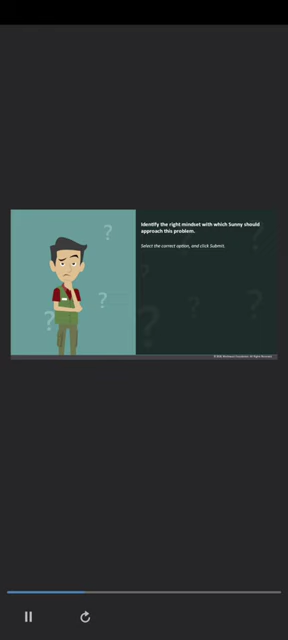 Identify the right mindset with which Sunny should
approach this problem.
Select the correct option, and click Submit.